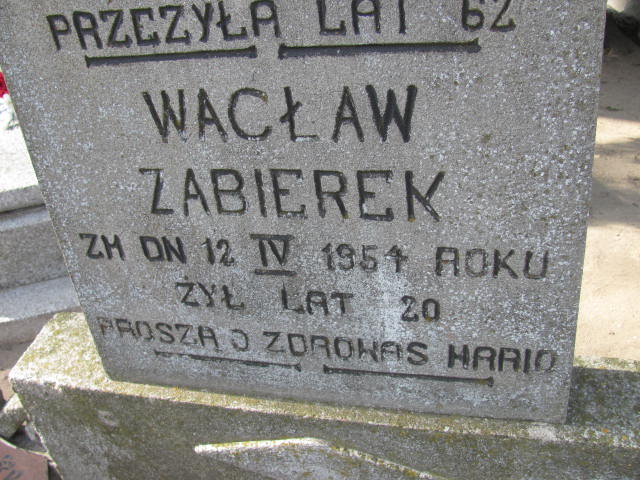 PRZEŻYŁA LAT 62
WACŁAW
ZABIEREK
ZM DN 12 IV 1954 ROKU
ŻYŁ LAT 20
PROSZĄ O ZDROWAŚ MARIO